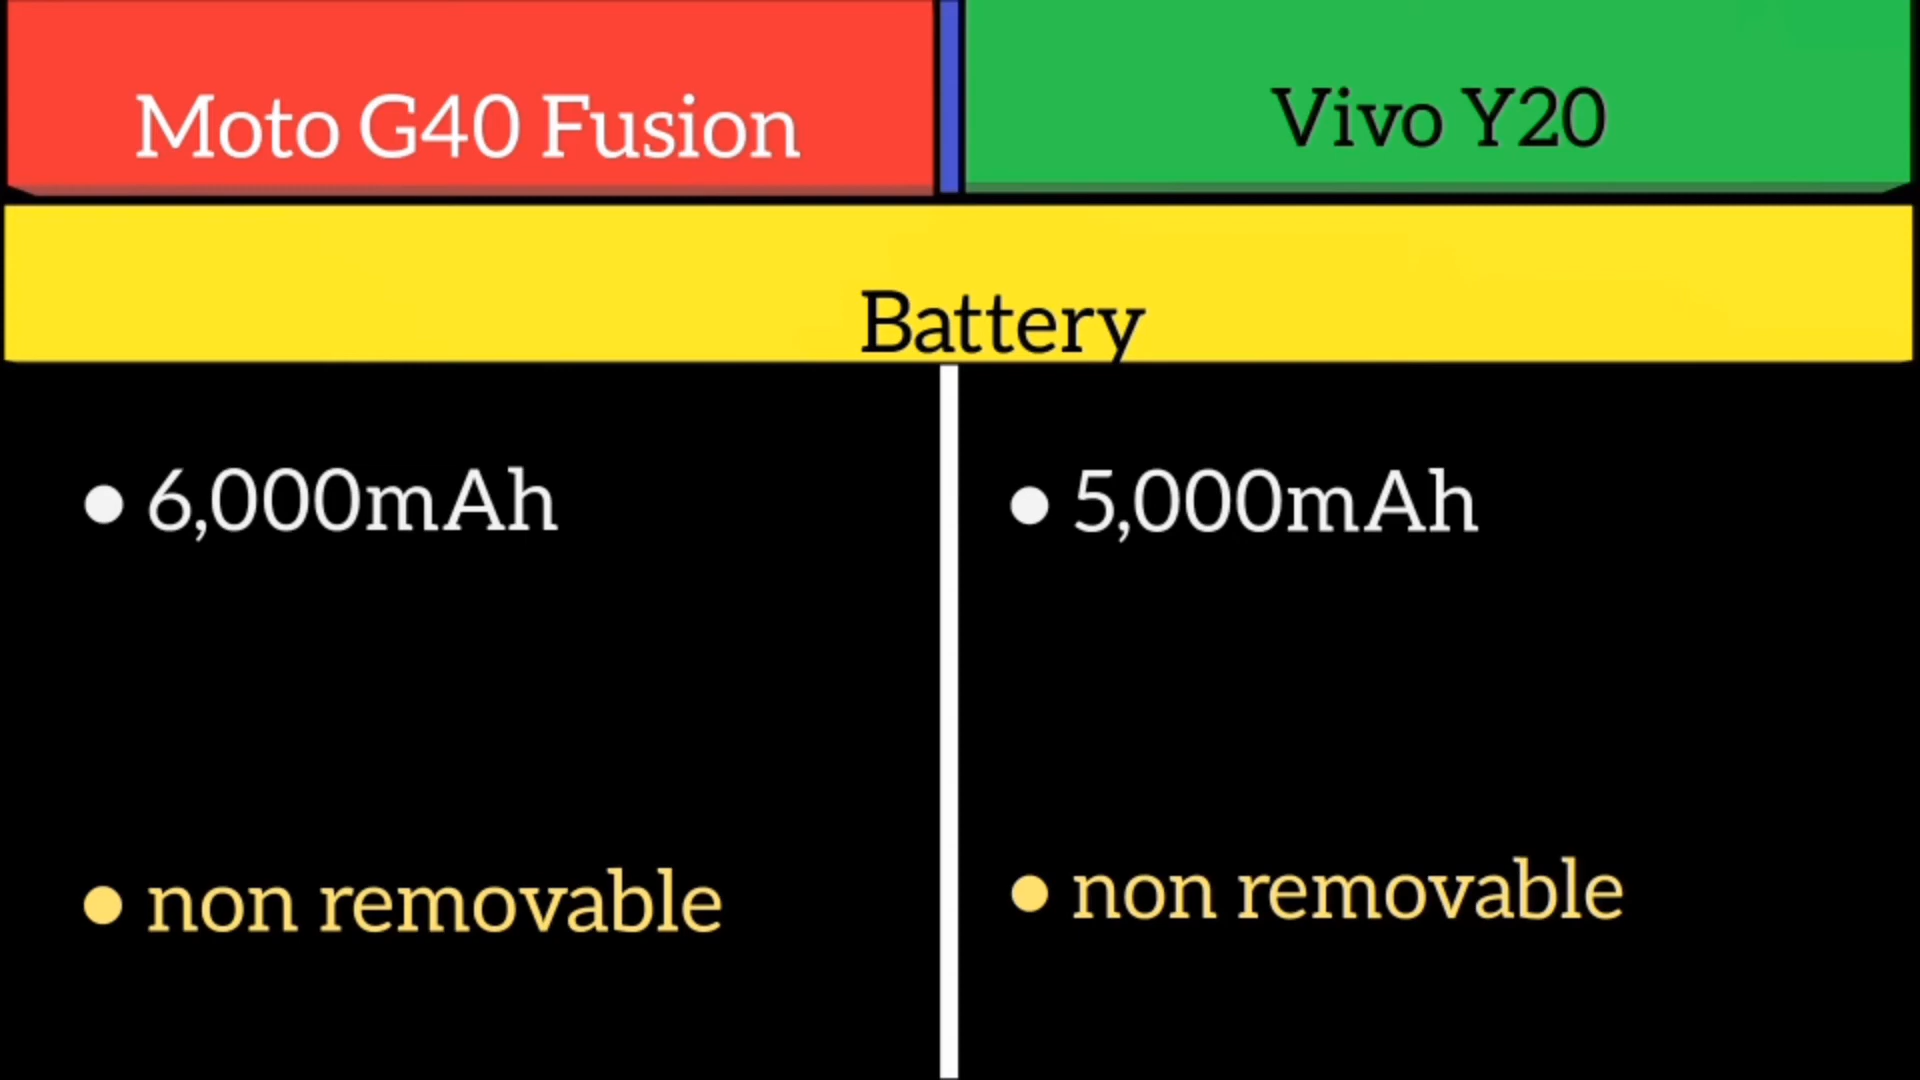 Moto G40 Fusion
Vivo Y20
Battery
6,000mAh
5,000mAh
non removable
non removable